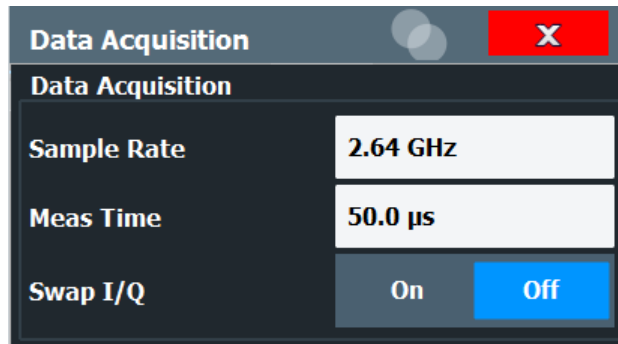 Data Acquisition X
Data Acquisition
Sample Rate 2.64 GHz
Meas Time 50.0 µs
Swap I/Q On Off